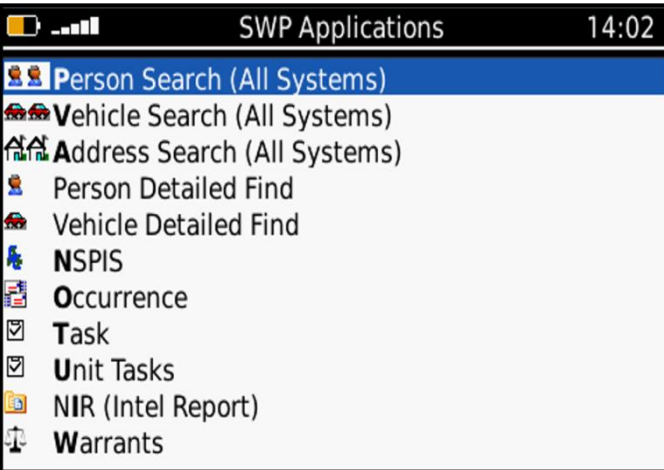 SWP Applications 14:02
Person Search (All Systems)
Vehicle Search (All Systems)
Address Search (All Systems)
Person Detailed Find
Vehicle Detailed Find
NSPIS
Occurrence
Task
Unit Tasks
NIR (Intel Report)
Warrants